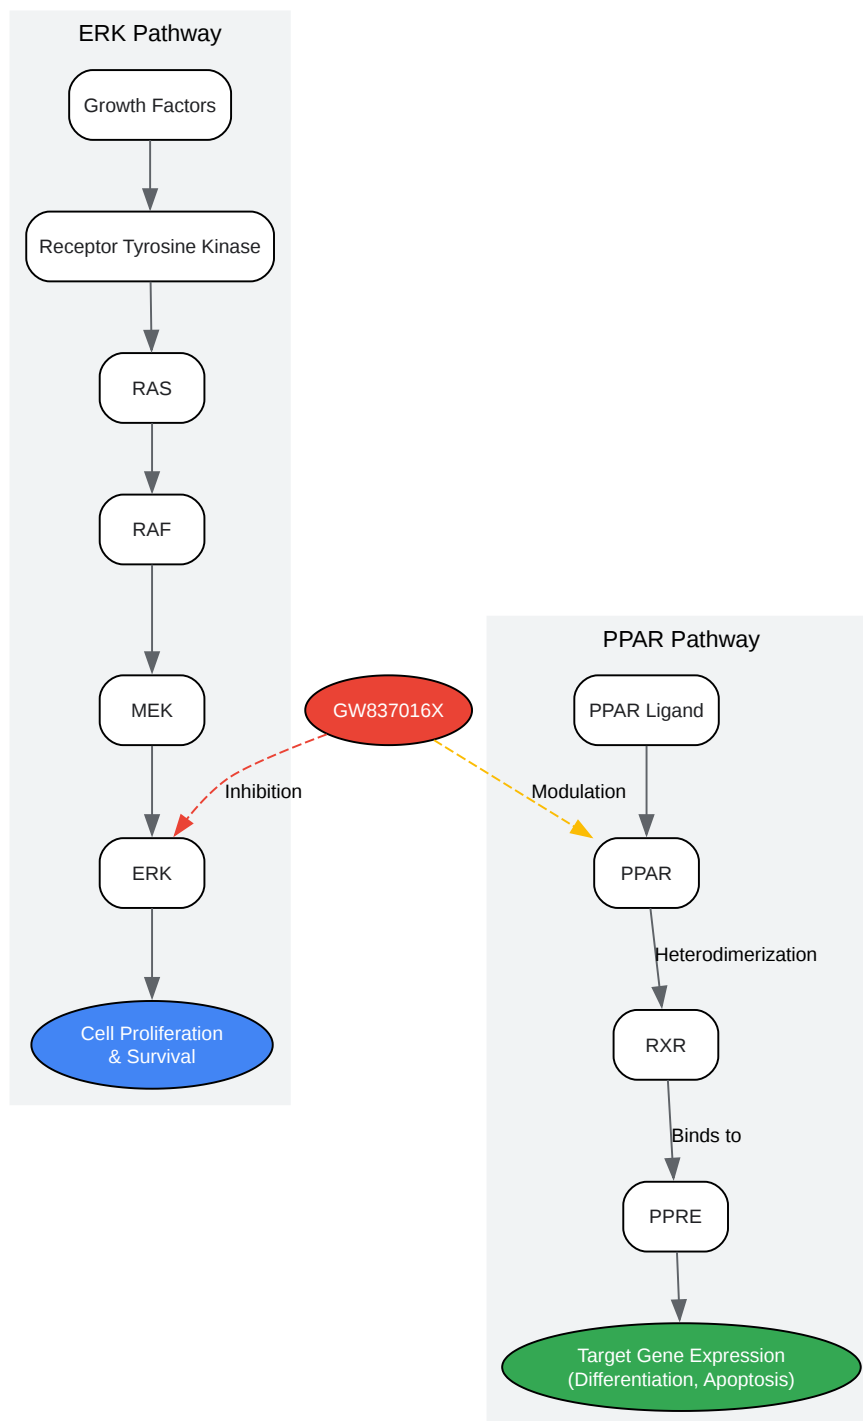 ERK Pathway
Growth Factors
Receptor Tyrosine Kinase
RAS
RAF
MEK
ERK
Cell Proliferation
& Survival
GW837016X
Inhibition
Modulation
PPAR Pathway
PPAR Ligand
PPAR
Heterodimerization
RXR
Binds to
PPRE
Target Gene Expression
(Differentiation, Apoptosis)